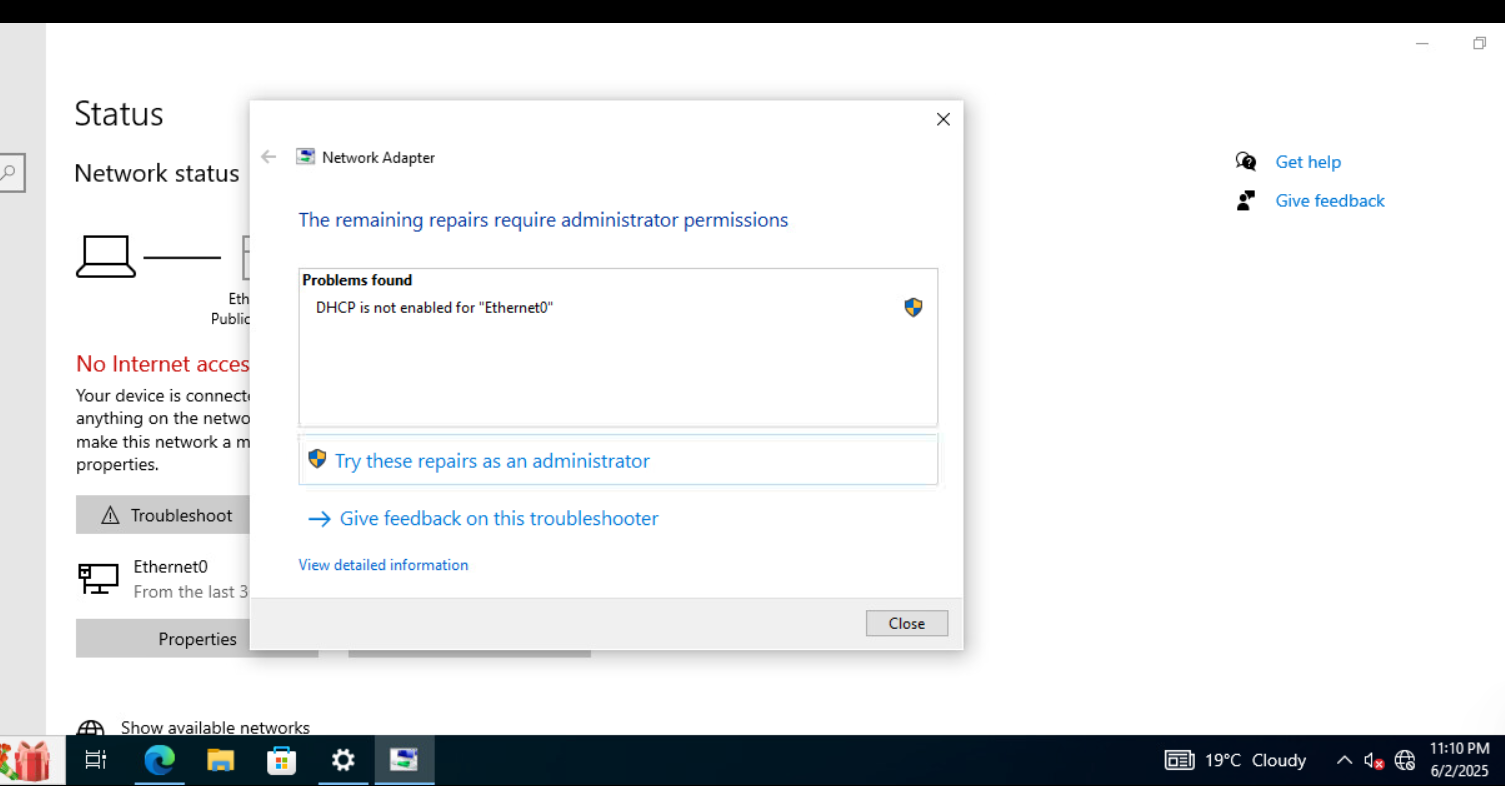 Status
Network status
Eth
Public
No Internet acces
Your device is connect
anything on the netwo
make this network a m
properties.
Troubleshoot
Ethernet0
From the last 3
Properties
Show available networks
Network Adapter
The remaining repairs require administrator permissions
Problems found
DHCP is not enabled for "Ethernet0"
Try these repairs as an administrator
Give feedback on this troubleshooter
View detailed information
Close
Get help
Give feedback
19°C Cloudy
11:10 PM
6/2/2025